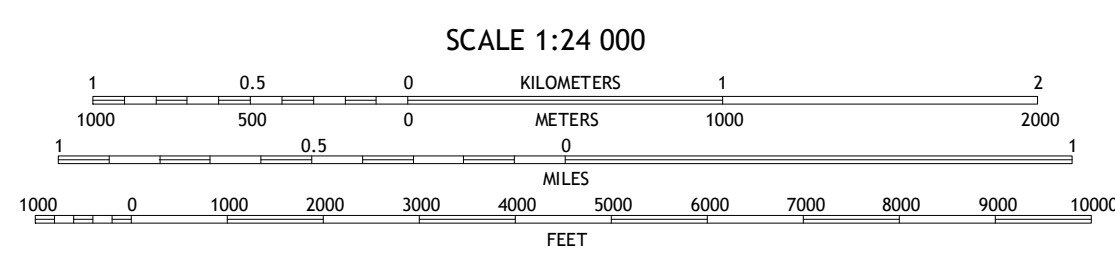 SCALE 1:24 000
1 0.5 0 KILOMETERS 1 2
1000 500 0 METERS 1000 2000
1 0.5 0 1
MILES
1000 0 1000 2000 3000 4000 5000 6000 7000 8000 9000 10000
FEET